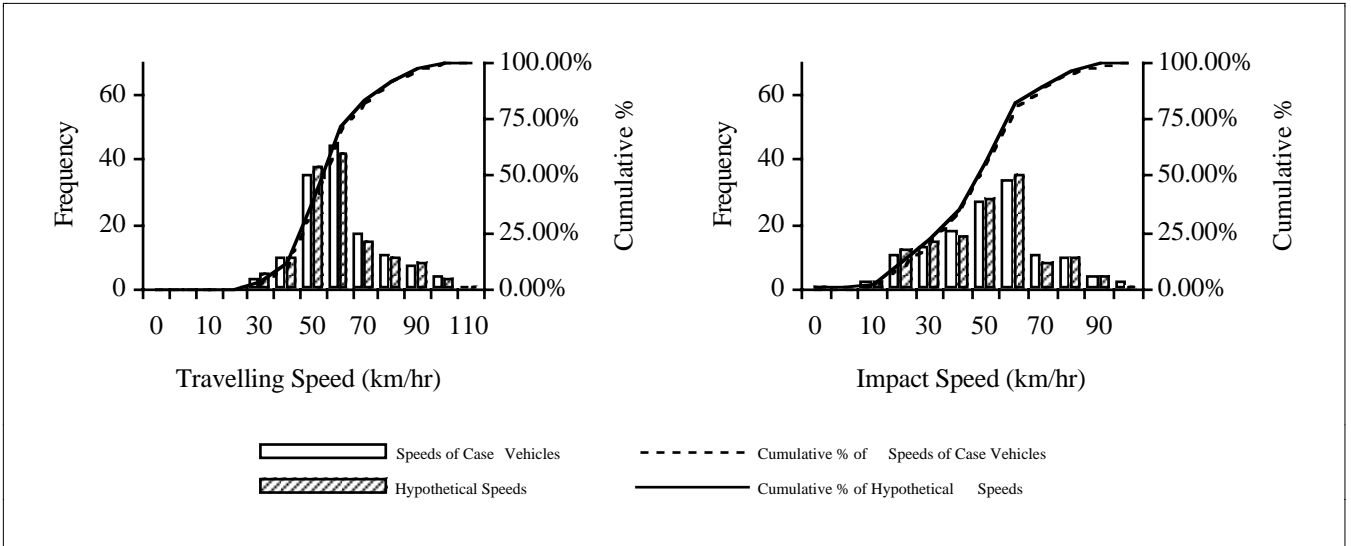 100.00%
75.00%
50.00%
25.00%
0.00%
60
40
20
0
Frequency
Cumulative %
0 10 30 50 70 90 110
Travelling Speed (km/hr)
100.00%
75.00%
50.00%
25.00%
0.00%
60
40
20
0
Frequency
Cumulative %
0 10 30 50 70 90
Impact Speed (km/hr)
Speeds of Case Vehicles
Cumulative % of Speeds of Case Vehicles
Hypothetical Speeds
Cumulative % of Hypothetical Speeds